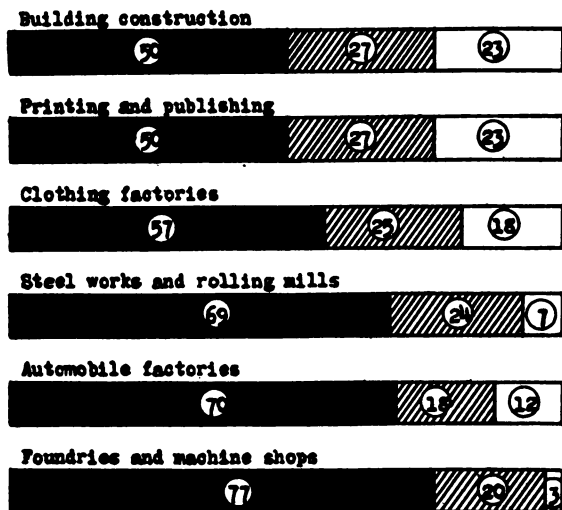 Building construction
50 27 23
Printing and publishing
50 27 23
Clothing factories
57 25 18
Steel works and rolling mills
69 24 7
Automobile factories
70 18 12
Foundries and machine shops
77 20 3